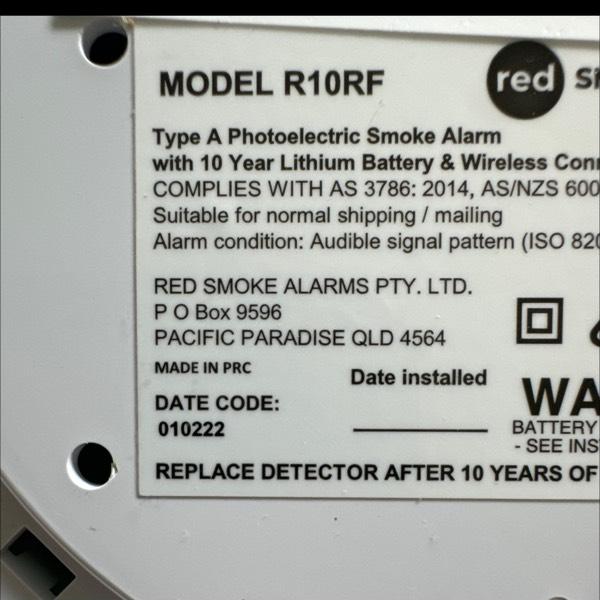 MODEL R10RF
red
Type A Photoelectric Smoke Alarm
with 10 Year Lithium Battery & Wireless
COMPLIES WITH AS 3786: 2014, AS/NZS
Suitable for normal shipping / mailing
Alarm condition: Audible signal pattern (ISO
RED SMOKE ALARMS PTY. LTD.
P O Box 9596
PACIFIC PARADISE QLD 4564
MADE IN PRC
Date installed
DATE CODE:
010222
BATTERY
- SEE
REPLACE DETECTOR AFTER 10 YEARS OF